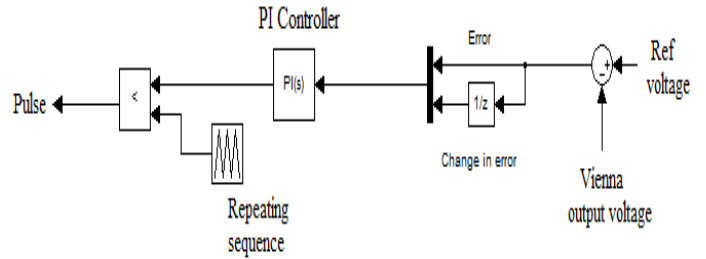 PI Controller
Error
Ref
voltage
Pulse
<
PI(s)
1/z
+
−
Change in error
Vienna
output voltage
Repeating
sequence